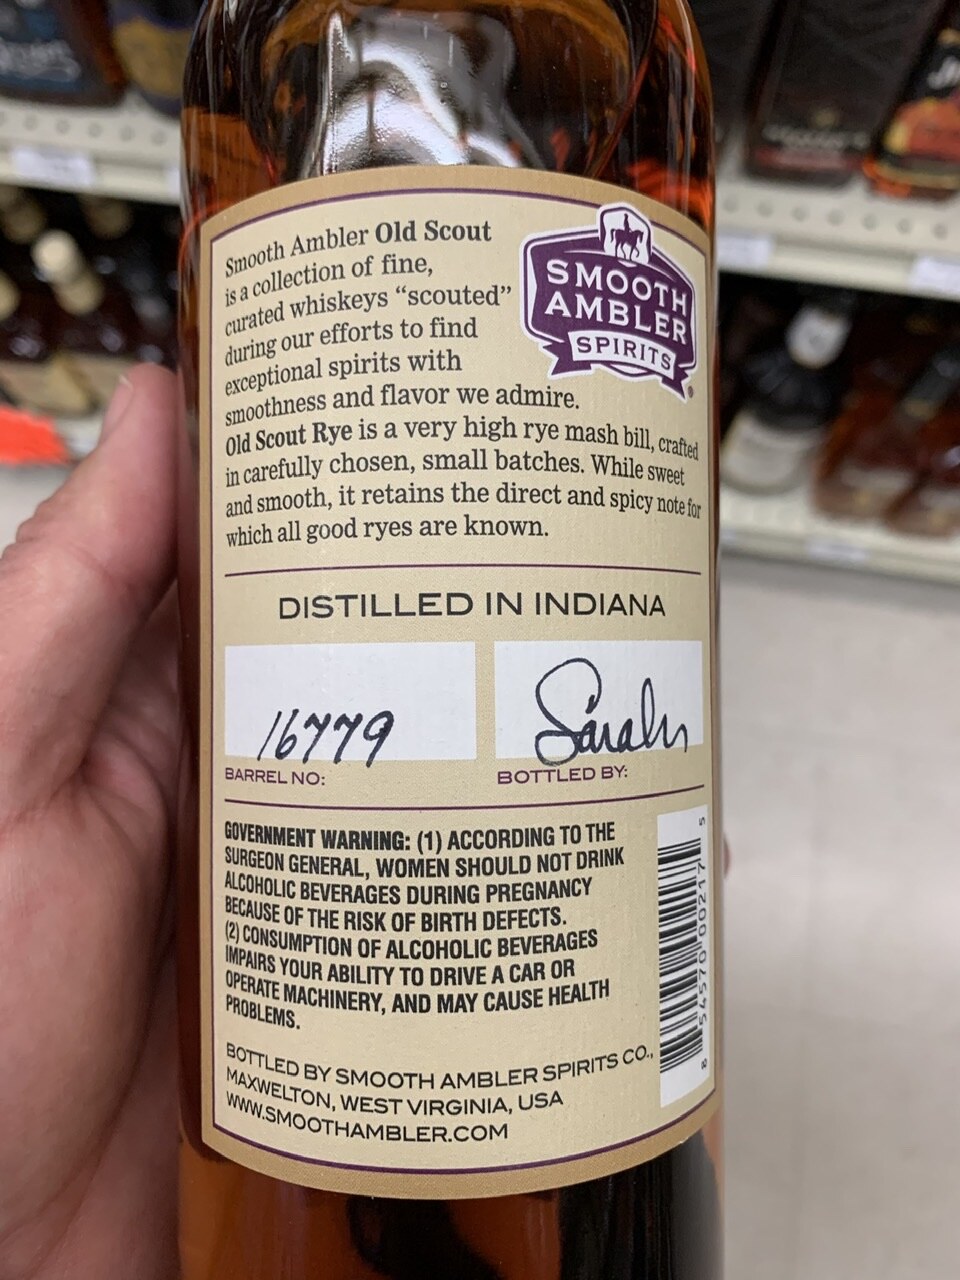 Smooth Ambler Old Scout
is a collection of fine,
curated whiskeys “scouted”
during our efforts to find
exceptional spirits with
smoothness and flavor we admire.
Old Scout Rye is a very high rye mash bill, crafted
in carefully chosen, small batches. While sweet
and smooth, it retains the direct and spicy note for
which all good ryes are known.
SMOOTH
AMBLER
SPIRITS
DISTILLED IN INDIANA
16779
BARREL NO:
Sarah
BOTTLED BY:
GOVERNMENT WARNING: (1) ACCORDING TO THE
SURGEON GENERAL, WOMEN SHOULD NOT DRINK
ALCOHOLIC BEVERAGES DURING PREGNANCY
BECAUSE OF THE RISK OF BIRTH DEFECTS.
(2) CONSUMPTION OF ALCOHOLIC BEVERAGES
IMPAIRS YOUR ABILITY TO DRIVE A CAR OR
OPERATE MACHINERY, AND MAY CAUSE HEALTH
PROBLEMS.
8 54570 00217 5
BOTTLED BY SMOOTH AMBLER SPIRITS CO.,
MAXWELTON, WEST VIRGINIA, USA
WWW.SMOOTHAMBLER.COM